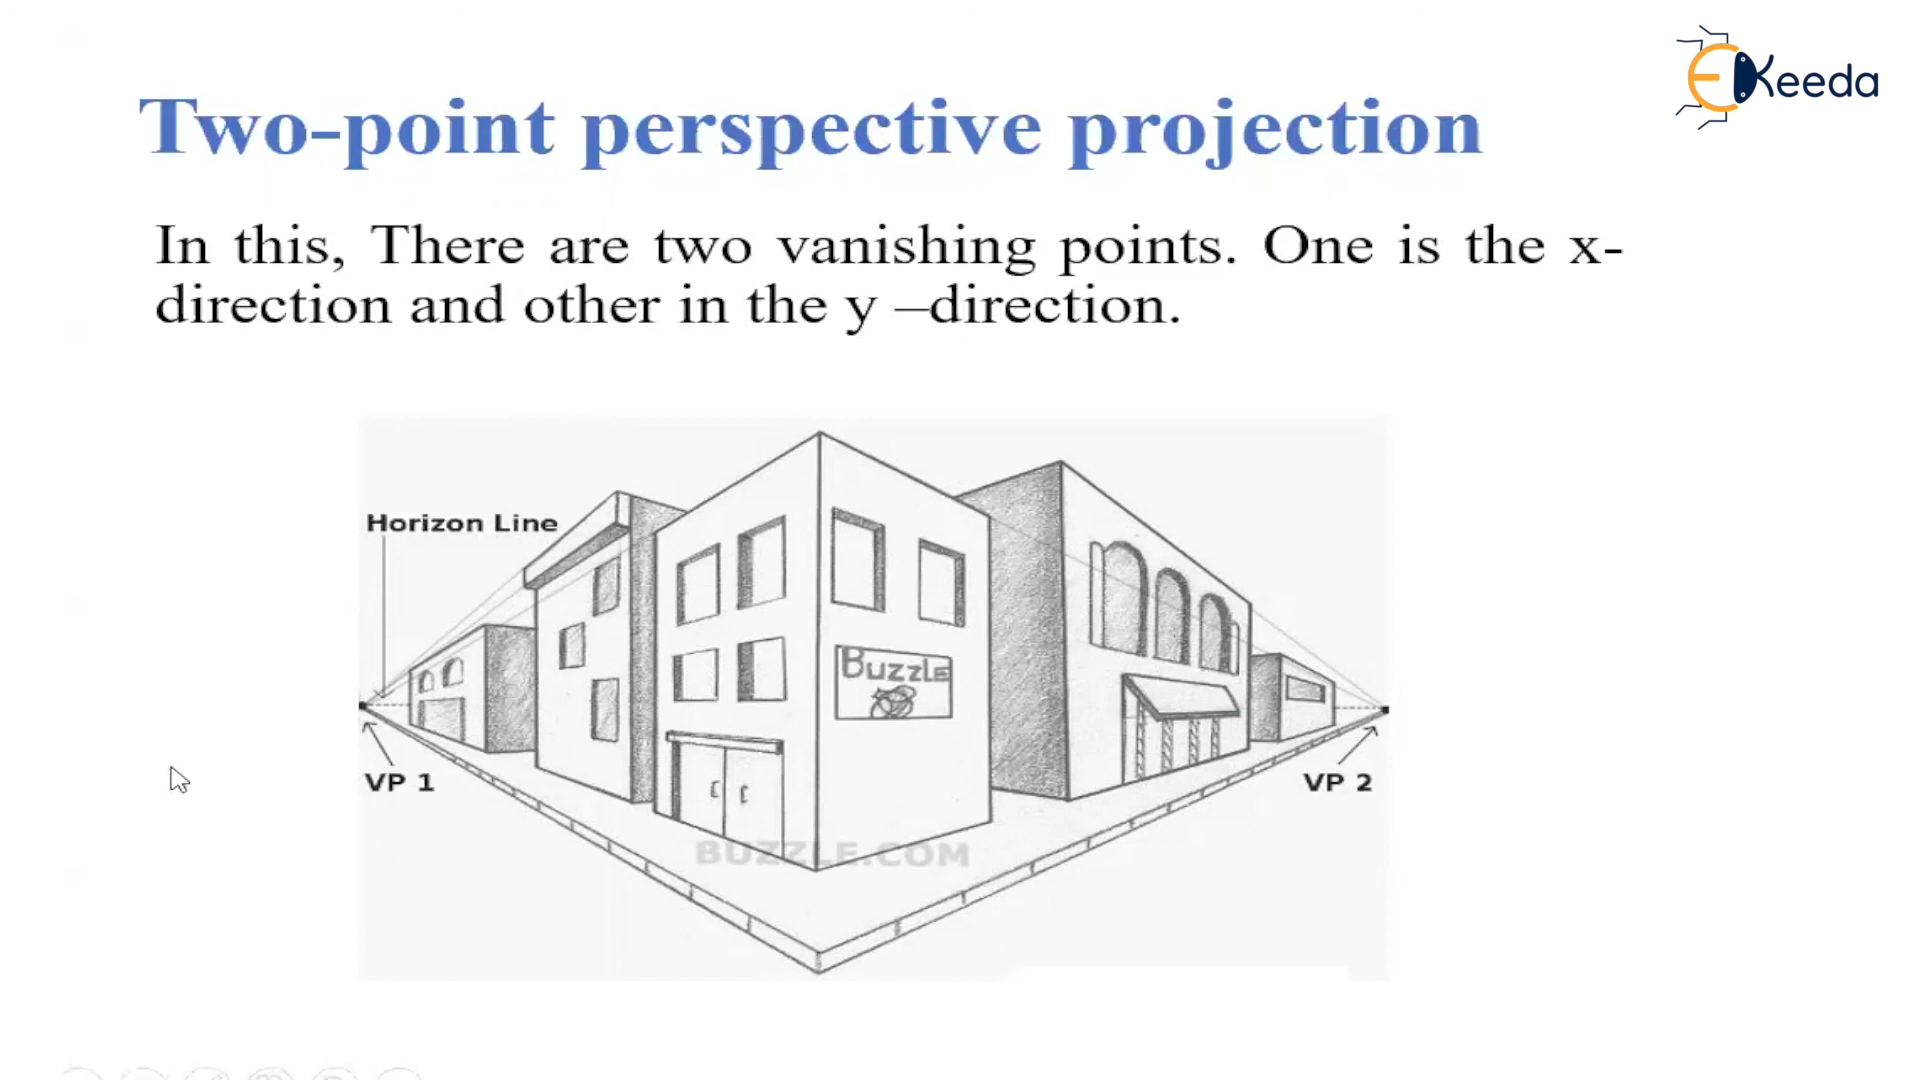 EKeeda
Two-point perspective projection
In this, There are two vanishing points. One is the x-
direction and other in the y –direction.
Horizon Line
Buzzle
VP 1
VP 2
BUZZLE.COM